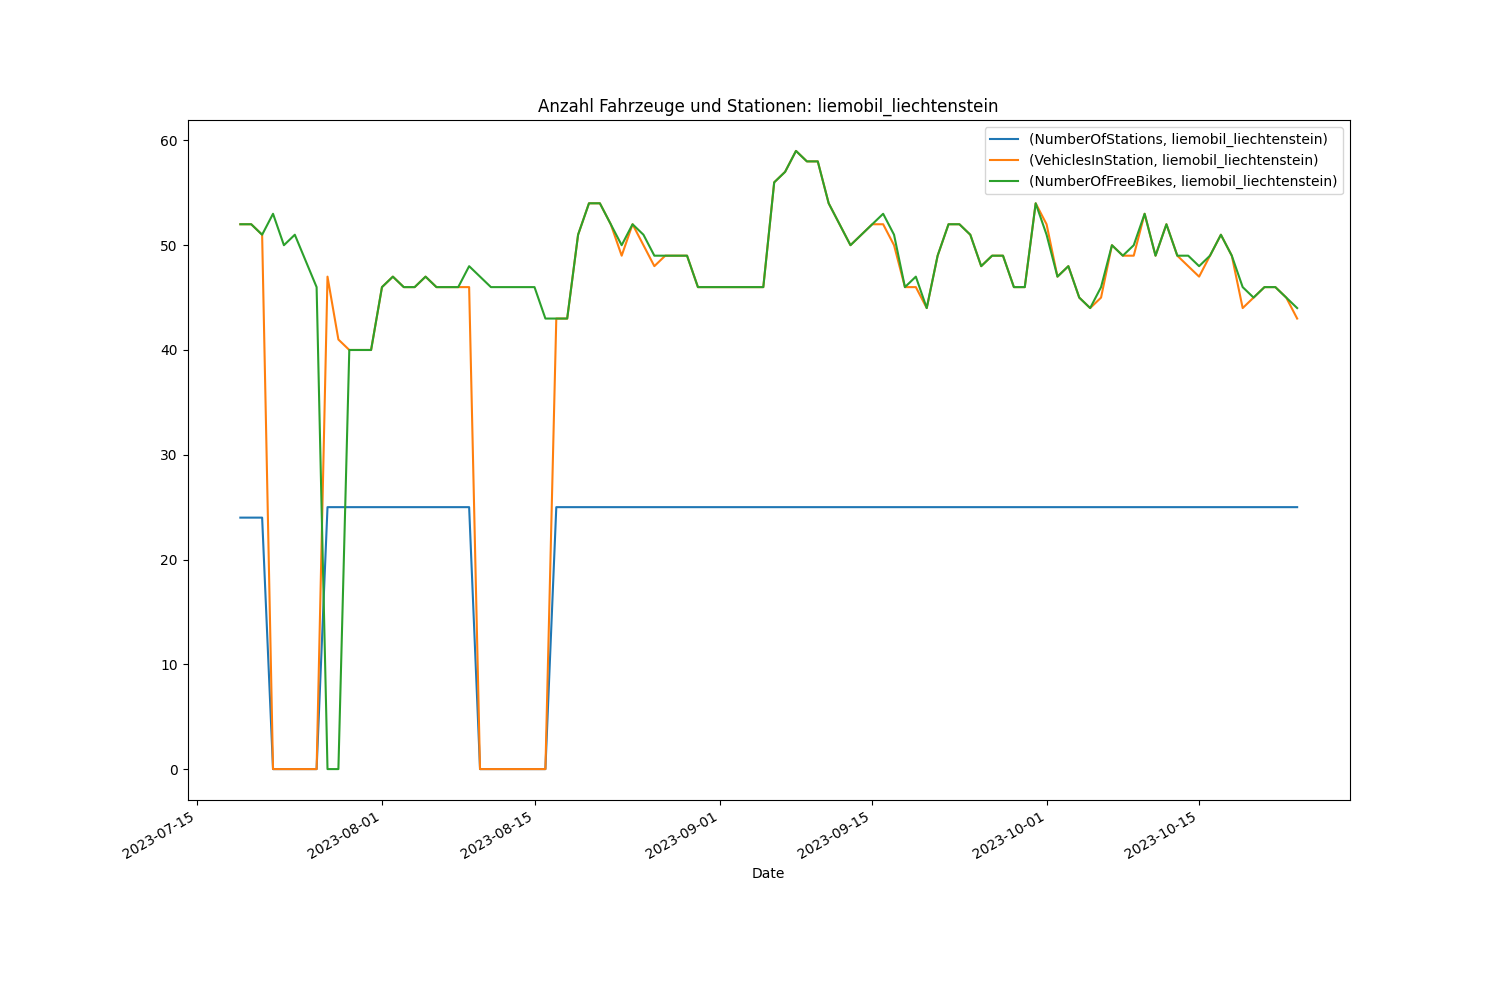 Anzahl Fahrzeuge und Stationen: liemobil_liechtenstein
(NumberOfStations, liemobil_liechtenstein)
(VehiclesInStation, liemobil_liechtenstein)
(NumberOfFreeBikes, liemobil_liechtenstein)
60
50
40
30
20
10
0
2023-07-15
2023-08-01
2023-08-15
2023-09-01
2023-09-15
2023-10-01
2023-10-15
Date